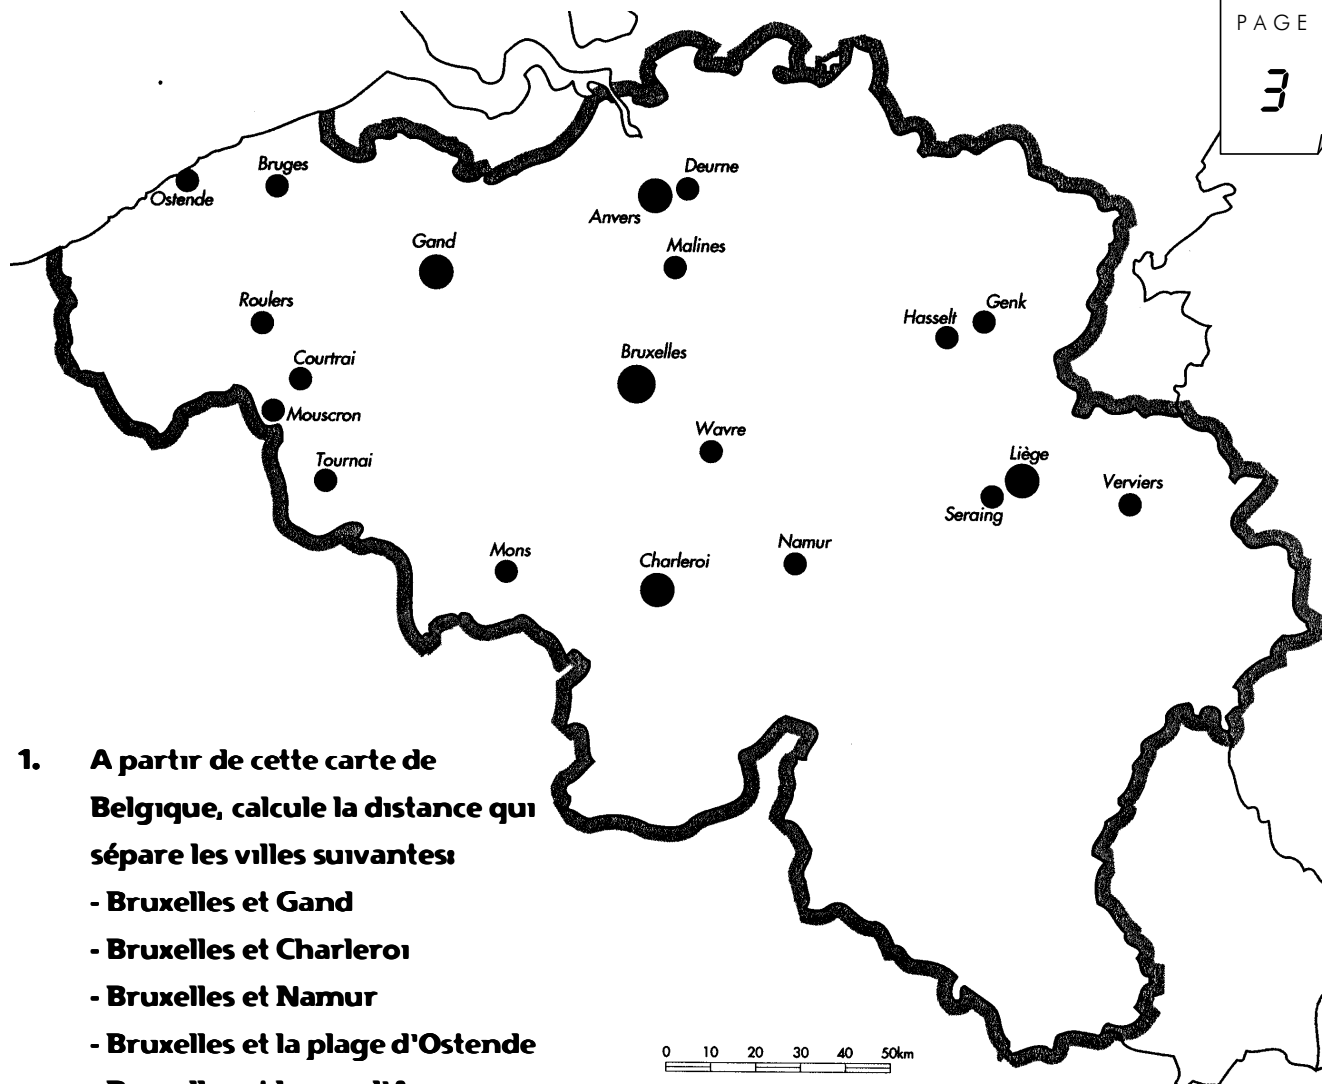 PAGE
3
Bruges
Ostende
Deurne
Anvers
Gand
Malines
Roulers
Genk
Hasselt
Courtrai
Bruxelles
Mouscron
Wavre
Tournai
Liège
Verviers
Seraing
Mons
Namur
Charleroi
1. A partir de cette carte de
Belgique, calcule la distance qui
sépare les villes suivantes:
- Bruxelles et Gand
- Bruxelles et Charleroi
- Bruxelles et Namur
- Bruxelles et la plage d'Ostende
0 10 20 30 40 50km